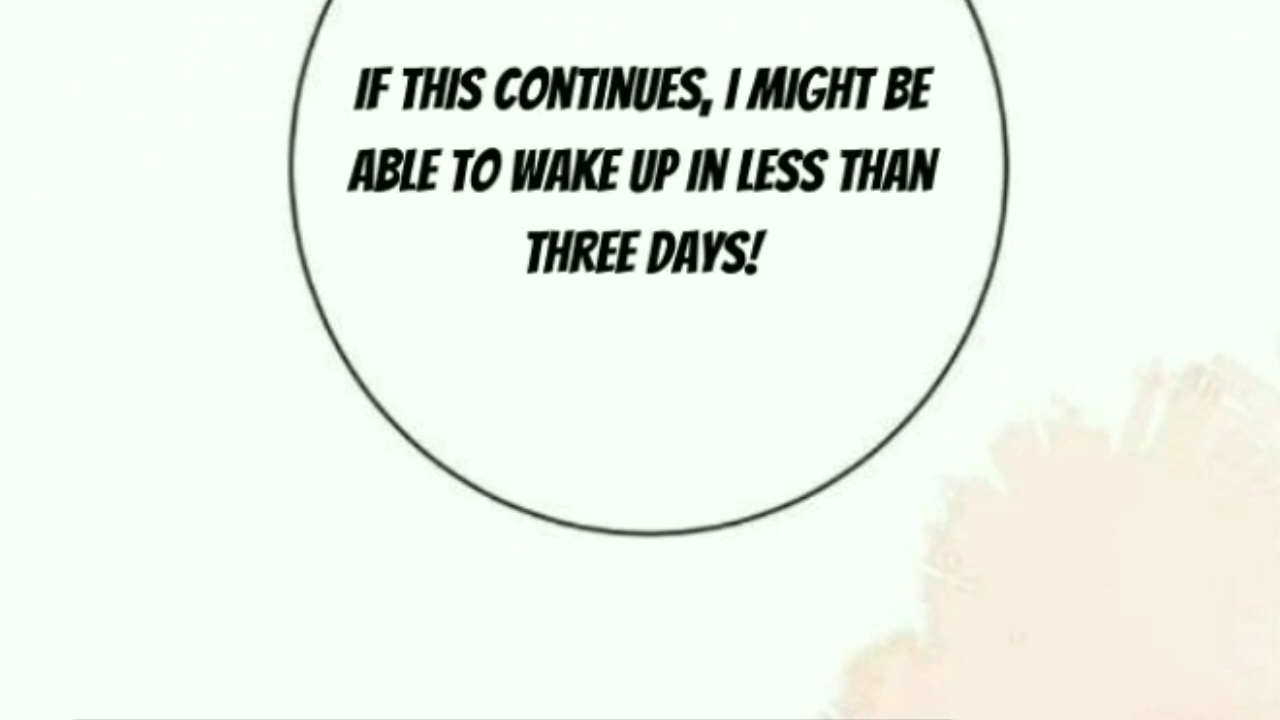 IF THIS CONTINUES, I MIGHT BE
ABLE TO WAKE UP IN LESS THAN
THREE DAYS!